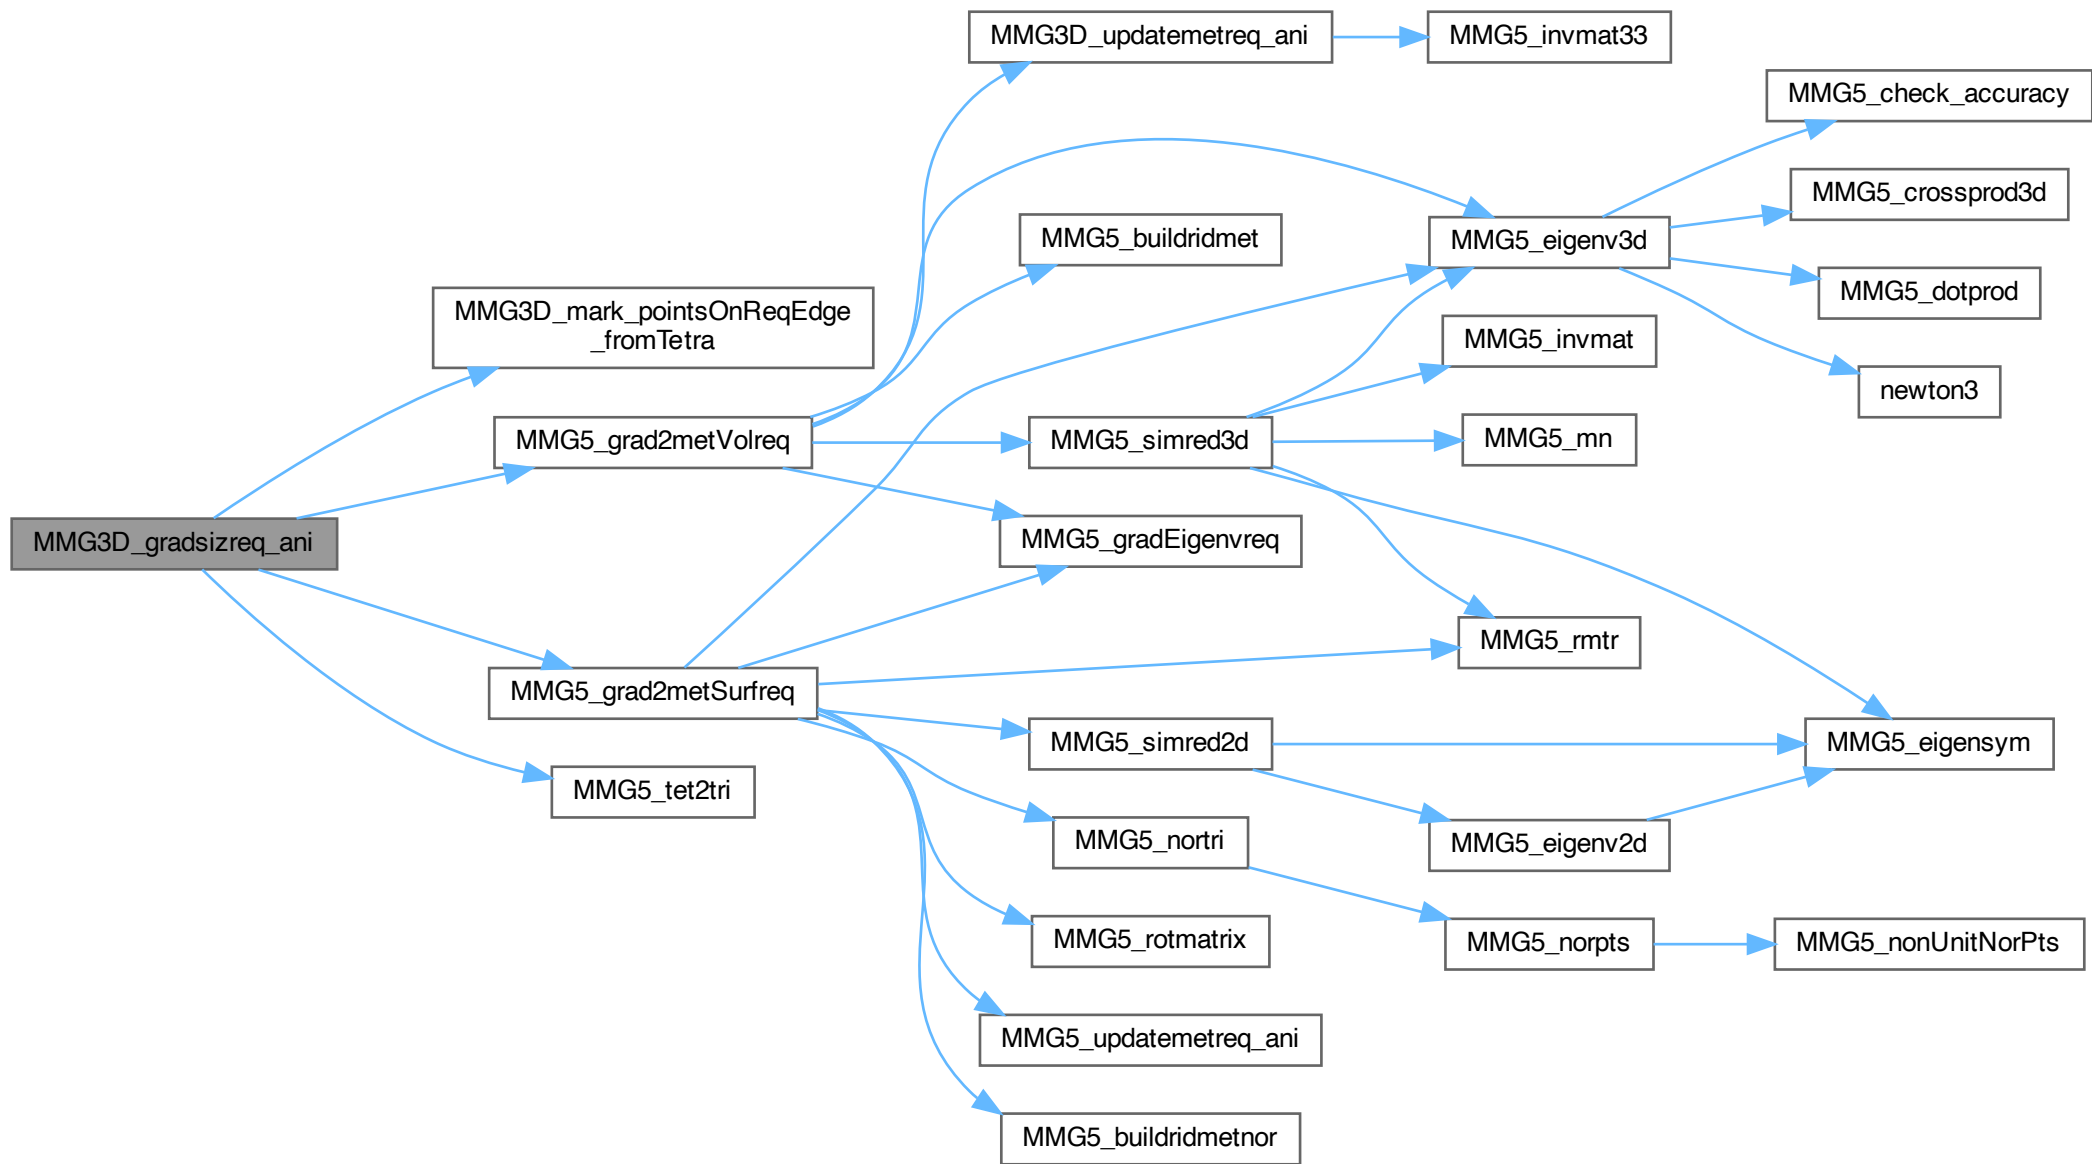 MMG3D_updatemetreq_ani
MMG5_invmat33
MMG5_check_accuracy
MMG5_crossprod3d
MMG5_buildridmet
MMG5_eigenv3d
MMG5_dotprod
MMG3D_mark_pointsOnReqEdge
_fromTetra
MMG5_invmat
newton3
MMG5_grad2metVolreq
MMG5_simred3d
MMG5_mn
MMG3D_gradsizreq_ani
MMG5_gradEigenvreq
MMG5_rmtr
MMG5_grad2metSurfreq
MMG5_simred2d
MMG5_eigensym
MMG5_tet2tri
MMG5_nortri
MMG5_eigenv2d
MMG5_rotmatrix
MMG5_norpts
MMG5_nonUnitNorPts
MMG5_updatemetreq_ani
MMG5_buildridmetnor